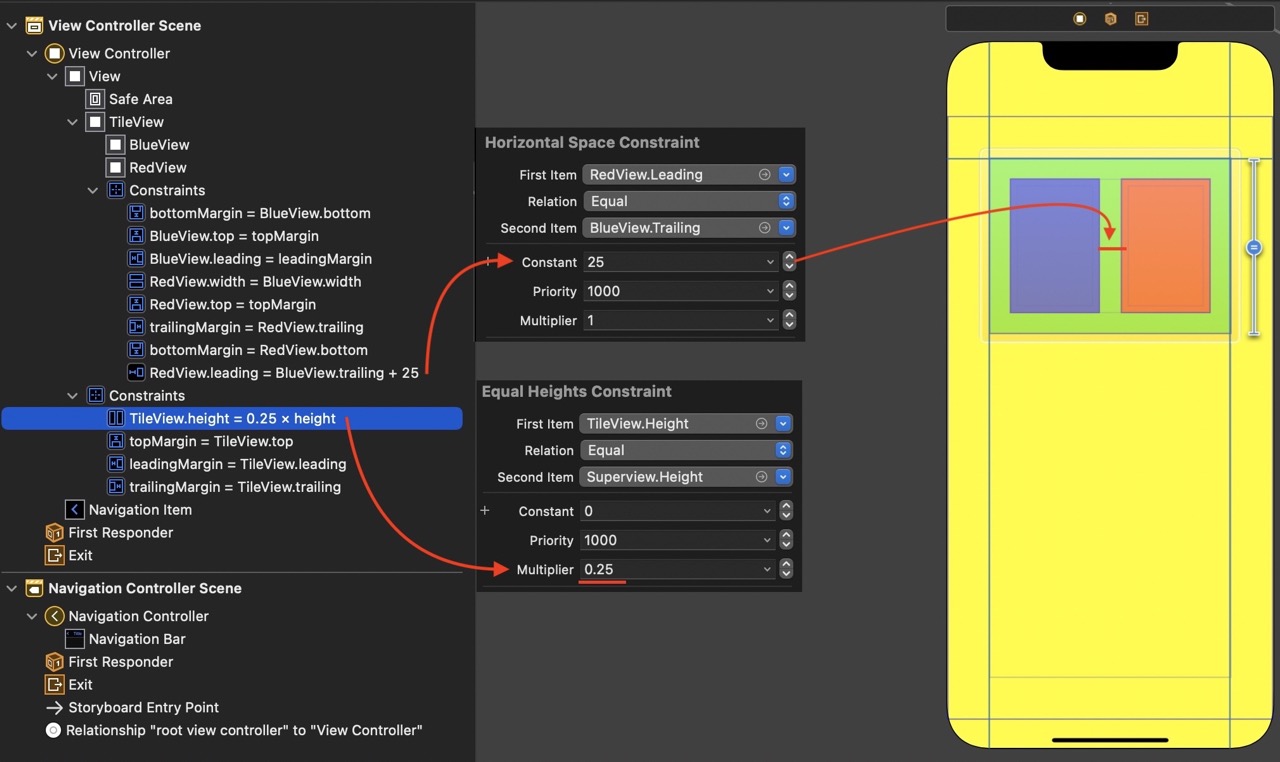 View Controller Scene
View Controller
View
Safe Area
TileView
BlueView
RedView
Constraints
bottomMargin = BlueView.bottom
BlueView.top = topMargin
BlueView.leading = leadingMargin
RedView.width = BlueView.width
RedView.top = topMargin
trailingMargin = RedView.trailing
bottomMargin = RedView.bottom
RedView.leading = BlueView.trailing + 25
Constraints
TileView.height = 0.25 × height
topMargin = TileView.top
leadingMargin = TileView.leading
trailingMargin = TileView.trailing
Navigation Item
First Responder
Exit
Navigation Controller Scene
Navigation Controller
Navigation Bar
First Responder
Exit
Storyboard Entry Point
Relationship "root view controller" to "View Controller"
Horizontal Space Constraint
First Item RedView.Leading
Relation Equal
Second Item BlueView.Trailing
+ Constant 25
Priority 1000
Multiplier 1
Equal Heights Constraint
First Item TileView.Height
Relation Equal
Second Item Superview.Height
+ Constant 0
Priority 1000
Multiplier 0.25
=